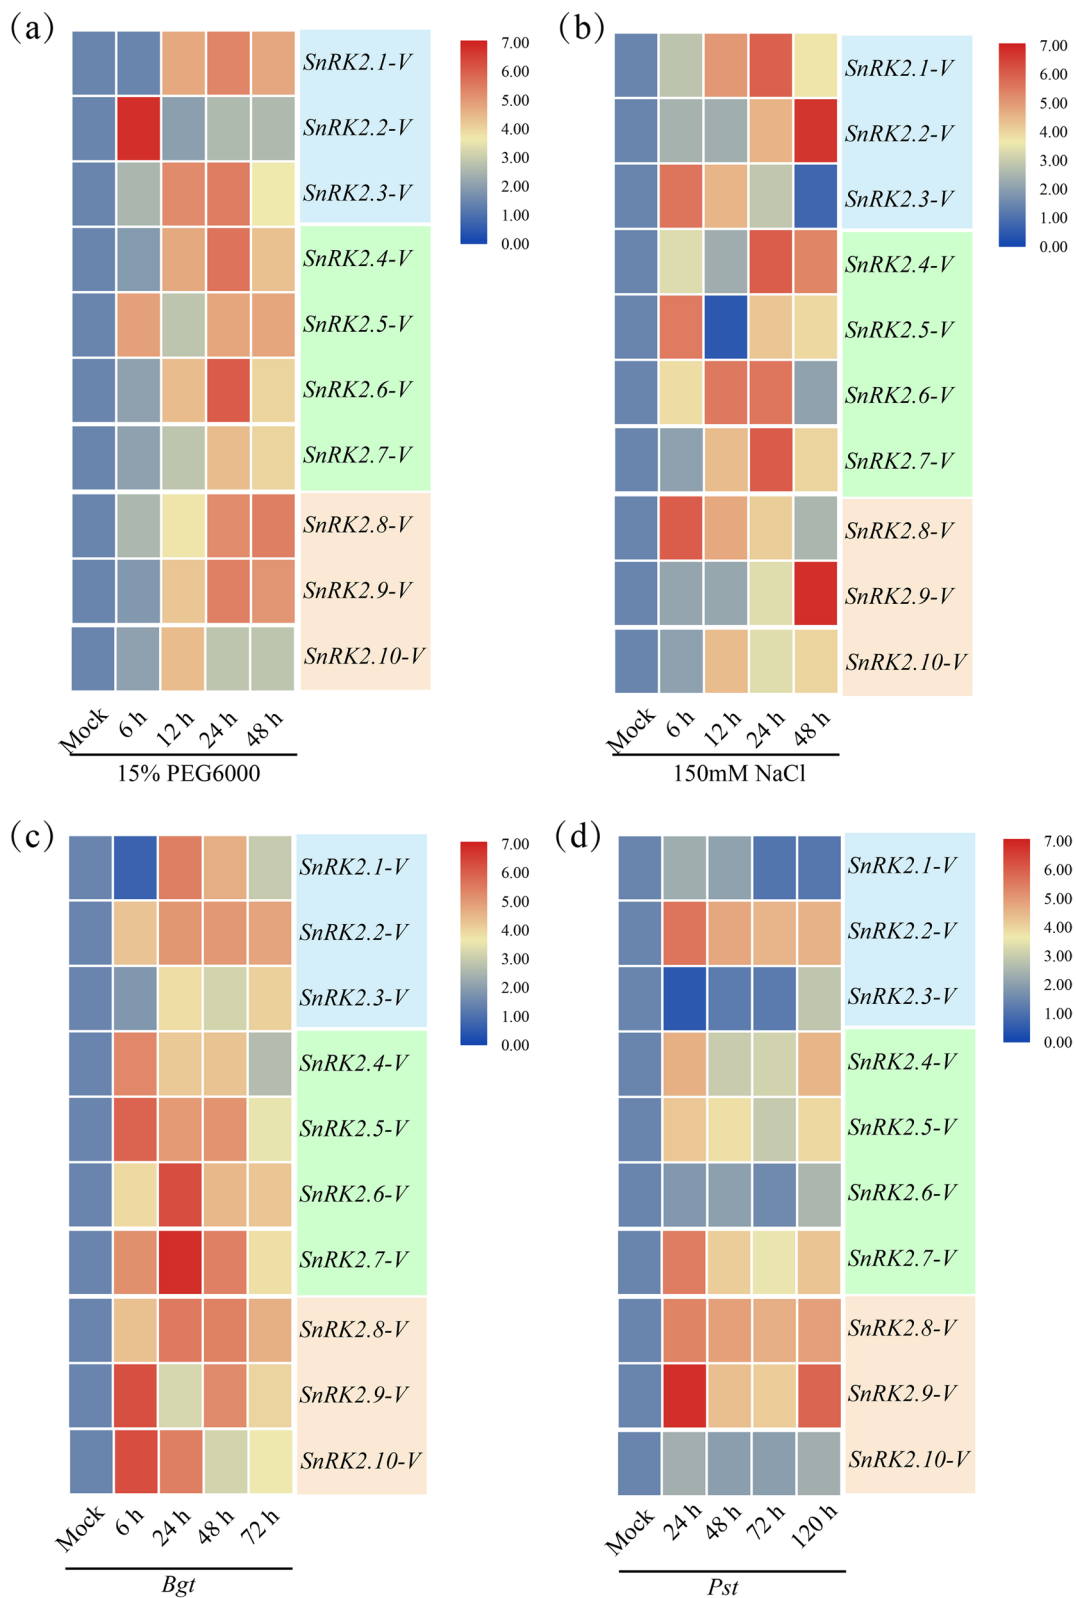 (a)
SnRK2.1-V
SnRK2.2-V
SnRK2.3-V
SnRK2.4-V
SnRK2.5-V
SnRK2.6-V
SnRK2.7-V
SnRK2.8-V
SnRK2.9-V
SnRK2.10-V
7.00
6.00
5.00
4.00
3.00
2.00
1.00
0.00
Mock 6 h 12 h 24 h 48 h
15% PEG6000
(b)
SnRK2.1-V
SnRK2.2-V
SnRK2.3-V
SnRK2.4-V
SnRK2.5-V
SnRK2.6-V
SnRK2.7-V
SnRK2.8-V
SnRK2.9-V
SnRK2.10-V
7.00
6.00
5.00
4.00
3.00
2.00
1.00
0.00
Mock 6 h 12 h 24 h 48 h
150mM NaCl
(c)
SnRK2.1-V
SnRK2.2-V
SnRK2.3-V
SnRK2.4-V
SnRK2.5-V
SnRK2.6-V
SnRK2.7-V
SnRK2.8-V
SnRK2.9-V
SnRK2.10-V
7.00
6.00
5.00
4.00
3.00
2.00
1.00
0.00
Mock 6 h 24 h 48 h 72 h
Bgt
(d)
SnRK2.1-V
SnRK2.2-V
SnRK2.3-V
SnRK2.4-V
SnRK2.5-V
SnRK2.6-V
SnRK2.7-V
SnRK2.8-V
SnRK2.9-V
SnRK2.10-V
7.00
6.00
5.00
4.00
3.00
2.00
1.00
0.00
Mock 24 h 48 h 72 h 120 h
Pst